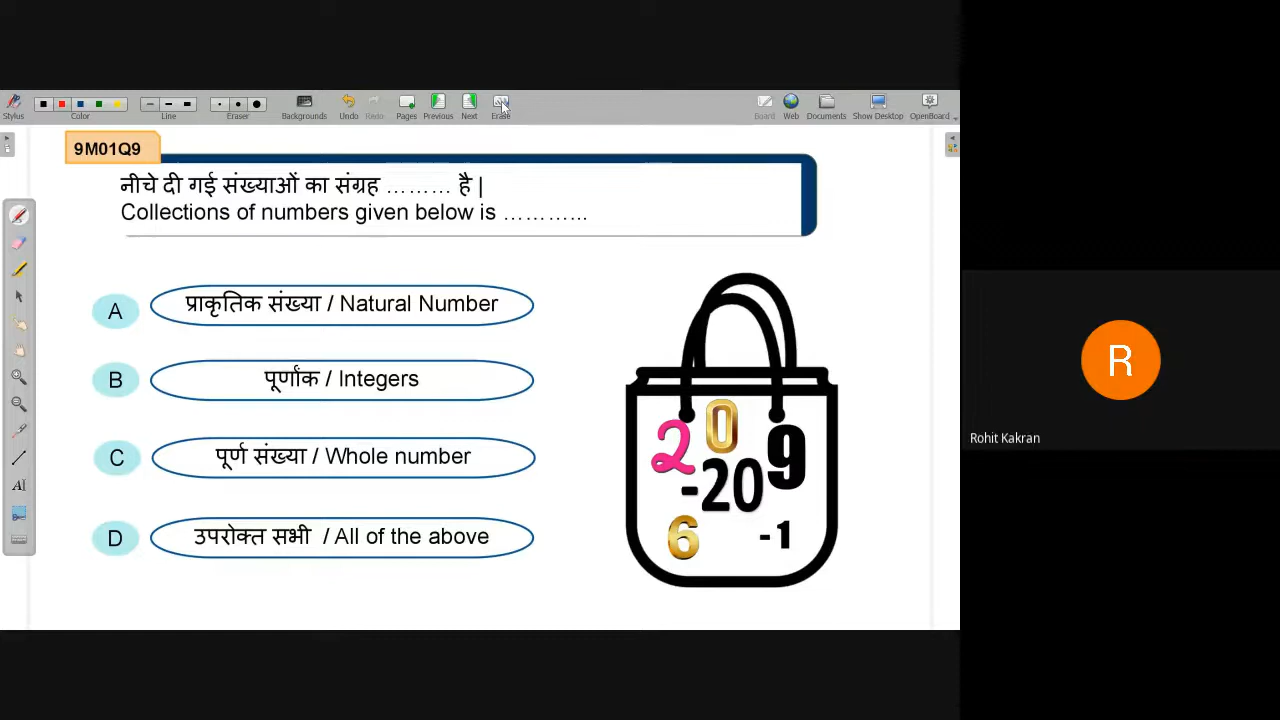 Stylus
Color
Line
Eraser
Backgrounds
Undo
Redo
Pages
Previous
Next
Erase
Board
Web
Documents
Show Desktop
OpenBoard
9M01Q9
नीचे दी गई संख्याओं का संग्रह ……… है |
Collections of numbers given below is ………...
A
प्राकृतिक संख्या / Natural Number
B
पूर्णांक / Integers
C
पूर्ण संख्या / Whole number
D
उपरोक्त सभी / All of the above
2 0 9
-20
6 -1
AI
R
Rohit Kakran